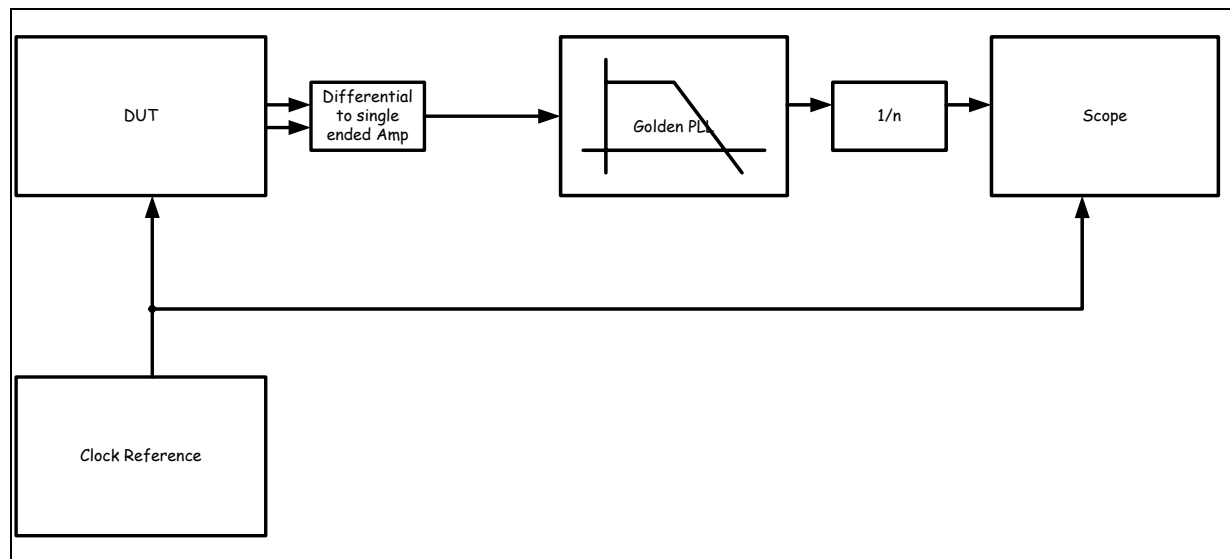 DUT
Differential
to single
ended Amp
Golden PLL
1/n
Scope
Clock Reference